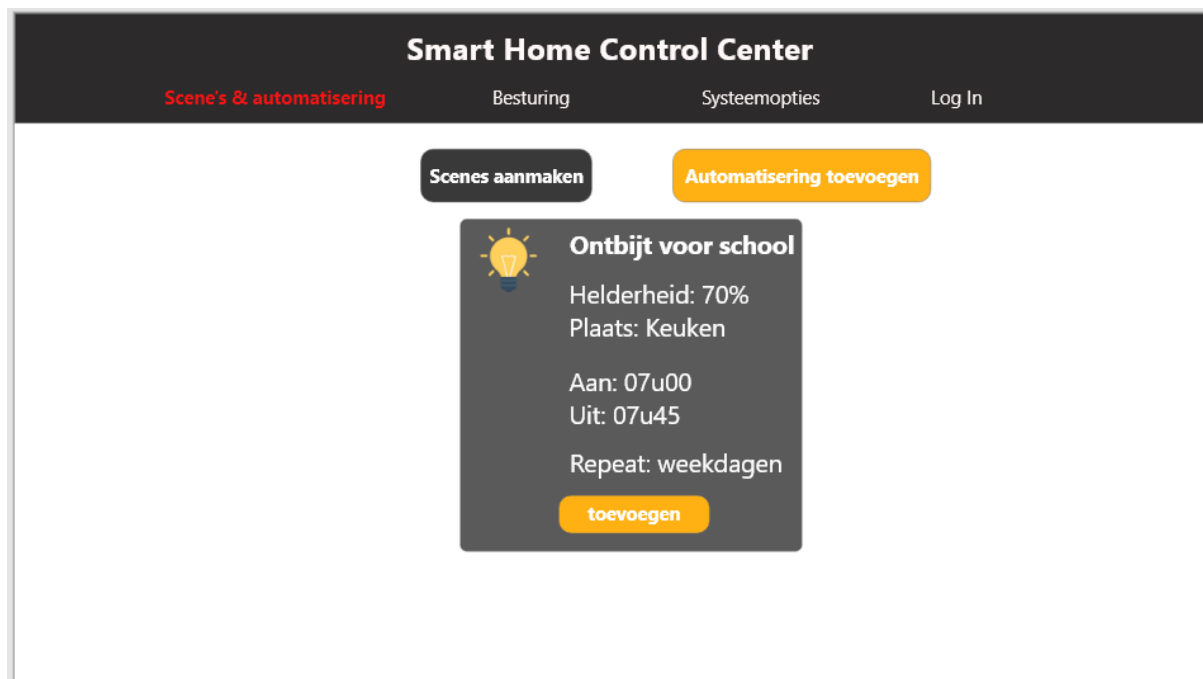 Smart Home Control Center
Scene's & automatisering Besturing Systeemopties Log In
Scenes aanmaken Automatisering toevoegen
Ontbijt voor school
Helderheid: 70%
Plaats: Keuken
Aan: 07u00
Uit: 07u45
Repeat: weekdagen
toevoegen